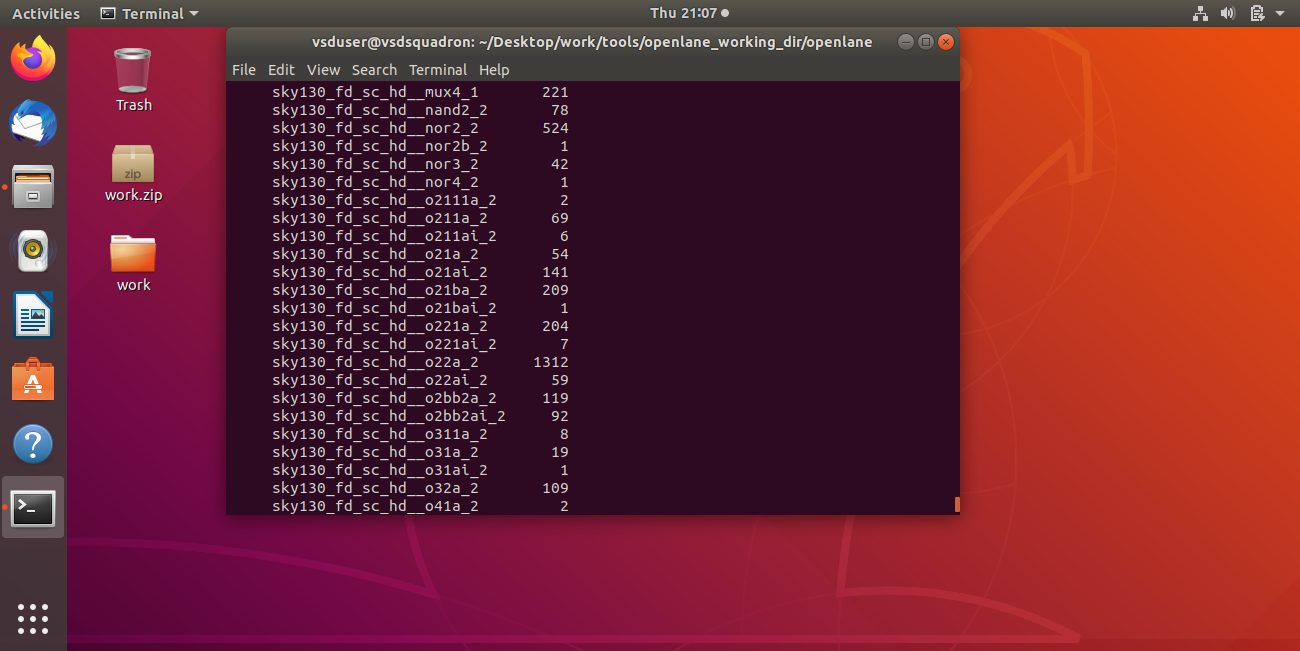 Activities Terminal Thu 21:07
vsduser@vsdsquadron: ~/Desktop/work/tools/openlane_working_dir/openlane
File Edit View Search Terminal Help
sky130_fd_sc_hd__mux4_1 221
sky130_fd_sc_hd__nand2_2 78
sky130_fd_sc_hd__nor2_2 524
sky130_fd_sc_hd__nor2b_2 1
sky130_fd_sc_hd__nor3_2 42
sky130_fd_sc_hd__nor4_2 1
sky130_fd_sc_hd__o2111a_2 2
sky130_fd_sc_hd__o211a_2 69
sky130_fd_sc_hd__o211ai_2 6
sky130_fd_sc_hd__o21a_2 54
sky130_fd_sc_hd__o21ai_2 141
sky130_fd_sc_hd__o21ba_2 209
sky130_fd_sc_hd__o21bai_2 1
sky130_fd_sc_hd__o221a_2 204
sky130_fd_sc_hd__o221ai_2 7
sky130_fd_sc_hd__o22a_2 1312
sky130_fd_sc_hd__o22ai_2 59
sky130_fd_sc_hd__o2bb2a_2 119
sky130_fd_sc_hd__o2bb2ai_2 92
sky130_fd_sc_hd__o311a_2 8
sky130_fd_sc_hd__o31a_2 19
sky130_fd_sc_hd__o31ai_2 1
sky130_fd_sc_hd__o32a_2 109
sky130_fd_sc_hd__o41a_2 2
Trash
zip
work.zip
work